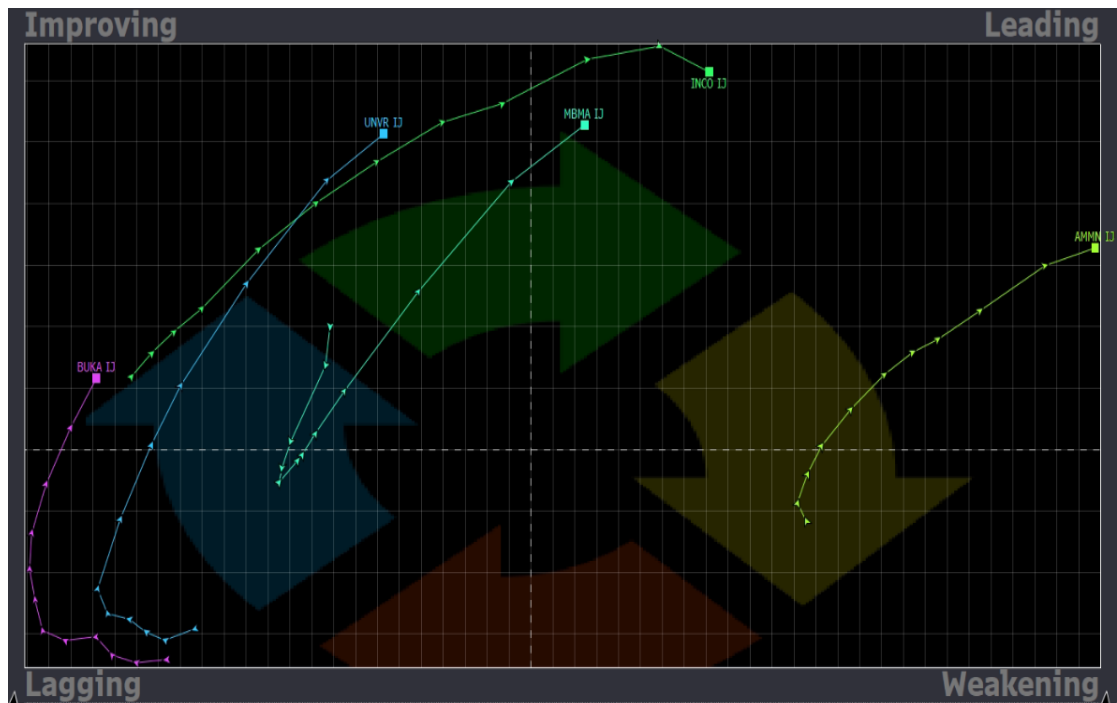 Improving
Leading
INCO IJ
UNVR IJ
MBMA IJ
AMMN IJ
BUKA IJ
Lagging
Weakening